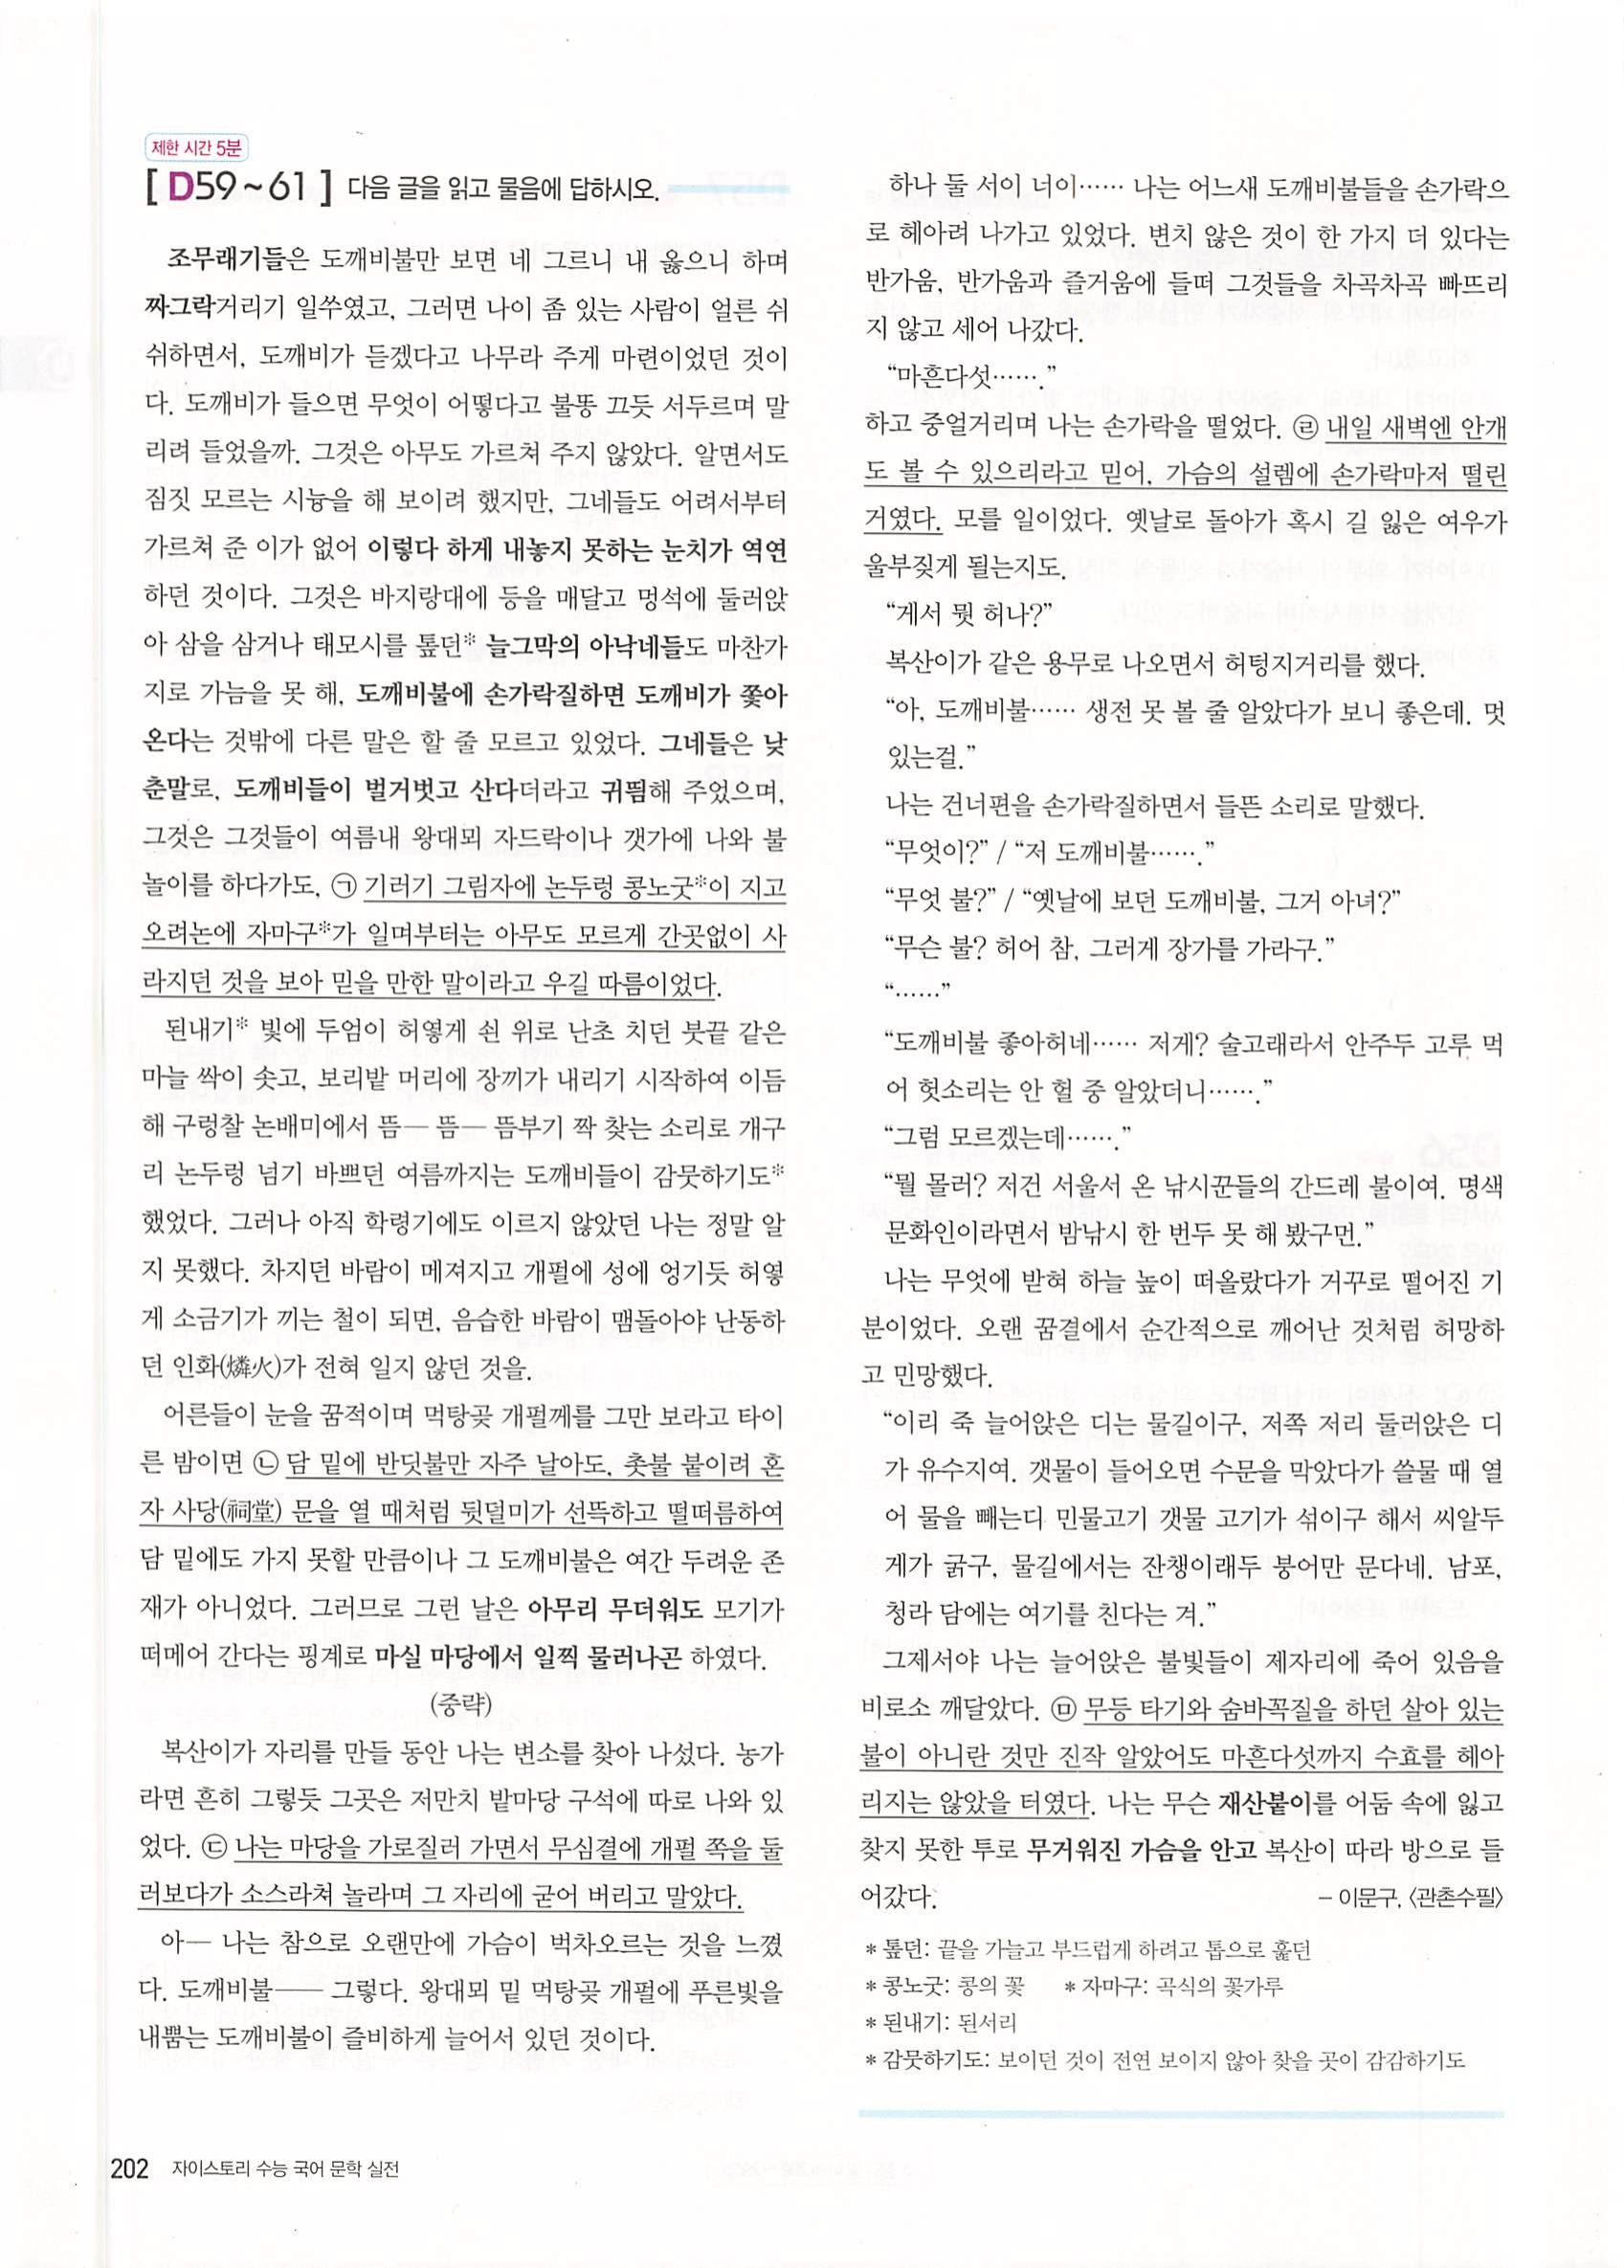 제한 시간 5분
[ D59~61 ] 다음 글을 읽고 물음에 답하시오.
조무래기들은 도깨비불만 보면 네 그르니 내 옳으니 하며
짜그락거리기 일쑤였고, 그러면 나이 좀 있는 사람이 얼른 쉬
쉬하면서, 도깨비가 듣겠다고 나무라 주게 마련이었던 것이
다. 도깨비가 들으면 무엇이 어떻다고 불똥 끄듯 서두르며 말
리려 들었을까. 그것은 아무도 가르쳐 주지 않았다. 알면서도
짐짓 모르는 시늉을 해 보이려 했지만, 그네들도 어려서부터
가르쳐 준 이가 없어 이렇다 하게 내놓지 못하는 눈치가 역연
하던 것이다. 그것은 바지랑대에 등을 매달고 멍석에 둘러앉
아 삼을 삼거나 태모시를 톺던* 늘그막의 아낙네들도 마찬가
지로 가늠을 못 해, 도깨비불에 손가락질하면 도깨비가 쫓아
온다는 것밖에 다른 말은 할 줄 모르고 있었다. 그네들은 낮
춘말로, 도깨비들이 벌거벗고 산다더라고 귀띔해 주었으며,
그것은 그것들이 여름내 왕대뫼 자드락이나 갯가에 나와 불
놀이를 하다가도, ㉠ 기러기 그림자에 논두렁 콩노굿*이 지고
오려논에 자마구*가 일며부터는 아무도 모르게 간곳없이 사
라지던 것을 보아 믿을 만한 말이라고 우길 따름이었다.
된내기* 빛에 두엄이 허옇게 쇤 위로 난초 치던 붓끝 같은
마늘 싹이 솟고, 보리밭 머리에 장끼가 내리기 시작하여 이듬
해 구렁찰 논배미에서 뜸― 뜸― 뜸부기 짝 찾는 소리로 개구
리 논두렁 넘기 바쁘던 여름까지는 도깨비들이 감뭇하기도*
했었다. 그러나 아직 학령기에도 이르지 않았던 나는 정말 알
지 못했다. 차지던 바람이 메져지고 개펄에 성에 엉기듯 허옇
게 소금기가 끼는 철이 되면, 음습한 바람이 맴돌아야 난동하
던 인화(燐火)가 전혀 일지 않던 것을.
어른들이 눈을 꿈적이며 먹탕곶 개펄께를 그만 보라고 타이
른 밤이면 ㉡ 담 밑에 반딧불만 자주 날아도, 촛불 붙이려 혼
자 사당(祠堂) 문을 열 때처럼 뒷덜미가 선뜩하고 떨떠름하여
담 밑에도 가지 못할 만큼이나 그 도깨비불은 여간 두려운 존
재가 아니었다. 그러므로 그런 날은 아무리 무더워도 모기가
떠메어 간다는 핑계로 마실 마당에서 일찍 물러나곤 하였다.
(중략)
복산이가 자리를 만들 동안 나는 변소를 찾아 나섰다. 농가
라면 흔히 그렇듯 그곳은 저만치 밭마당 구석에 따로 나와 있
었다. ㉢ 나는 마당을 가로질러 가면서 무심결에 개펄 쪽을 둘
러보다가 소스라쳐 놀라며 그 자리에 굳어 버리고 말았다.
아― 나는 참으로 오랜만에 가슴이 벅차오르는 것을 느꼈
다. 도깨비불―― 그렇다. 왕대뫼 밑 먹탕곶 개펄에 푸른빛을
내뿜는 도깨비불이 즐비하게 늘어서 있던 것이다.
하나 둘 서이 너이…… 나는 어느새 도깨비불들을 손가락으
로 헤아려 나가고 있었다. 변치 않은 것이 한 가지 더 있다는
반가움, 반가움과 즐거움에 들떠 그것들을 차곡차곡 빠뜨리
지 않고 세어 나갔다.
“마흔다섯…….”
하고 중얼거리며 나는 손가락을 떨었다. ㉣ 내일 새벽엔 안개
도 볼 수 있으리라고 믿어, 가슴의 설렘에 손가락마저 떨린
거였다. 모를 일이었다. 옛날로 돌아가 혹시 길 잃은 여우가
울부짖게 될는지도.
“게서 뭣 허나?”
복산이가 같은 용무로 나오면서 허텅지거리를 했다.
“아, 도깨비불…… 생전 못 볼 줄 알았다가 보니 좋은데. 멋
있는걸.”
나는 건너편을 손가락질하면서 들뜬 소리로 말했다.
“무엇이?” / “저 도깨비불…….”
“무엇 불?” / “옛날에 보던 도깨비불, 그거 아녀?”
“무슨 불? 허어 참, 그러게 장가를 가라구.”
“……”
“도깨비불 좋아허네…… 저게? 술고래라서 안주두 고루 먹
어 헛소리는 안 헐 중 알았더니…….”
“그럼 모르겠는데…….”
“뭘 몰러? 저건 서울서 온 낚시꾼들의 간드레 불이여. 명색
문화인이라면서 밤낚시 한 번두 못 해 봤구먼.”
나는 무엇에 받혀 하늘 높이 떠올랐다가 거꾸로 떨어진 기
분이었다. 오랜 꿈결에서 순간적으로 깨어난 것처럼 허망하
고 민망했다.
“이리 죽 늘어앉은 디는 물길이구, 저쪽 저리 둘러앉은 디
가 유수지여. 갯물이 들어오면 수문을 막았다가 쓸물 때 열
어 물을 빼는디 민물고기 갯물 고기가 섞이구 해서 씨알두
게가 굵구, 물길에서는 잔챙이래두 붕어만 문다네. 남포,
청라 담에는 여기를 친다는 겨.”
그제서야 나는 늘어앉은 불빛들이 제자리에 죽어 있음을
비로소 깨달았다. ㉤ 무등 타기와 숨바꼭질을 하던 살아 있는
불이 아니란 것만 진작 알았어도 마흔다섯까지 수효를 헤아
리지는 않았을 터였다. 나는 무슨 재산붙이를 어둠 속에 잃고
찾지 못한 투로 무거워진 가슴을 안고 복산이 따라 방으로 들
어갔다. – 이문구, 〈관촌수필〉
* 톺던: 끝을 가늘고 부드럽게 하려고 톱으로 훑던
* 콩노굿: 콩의 꽃 * 자마구: 곡식의 꽃가루
* 된내기: 된서리
* 감뭇하기도: 보이던 것이 전연 보이지 않아 찾을 곳이 감감하기도
202 자이스토리 수능 국어 문학 실전